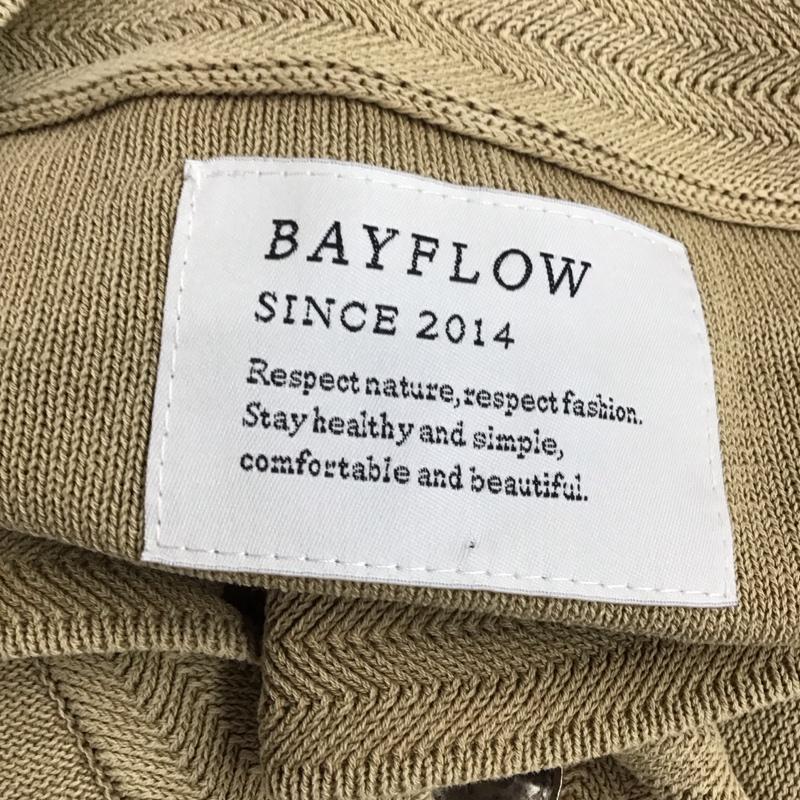 BAYFLOW
SINCE 2014
Respect nature, respect fashion.
Stay healthy and simple,
comfortable and beautiful.